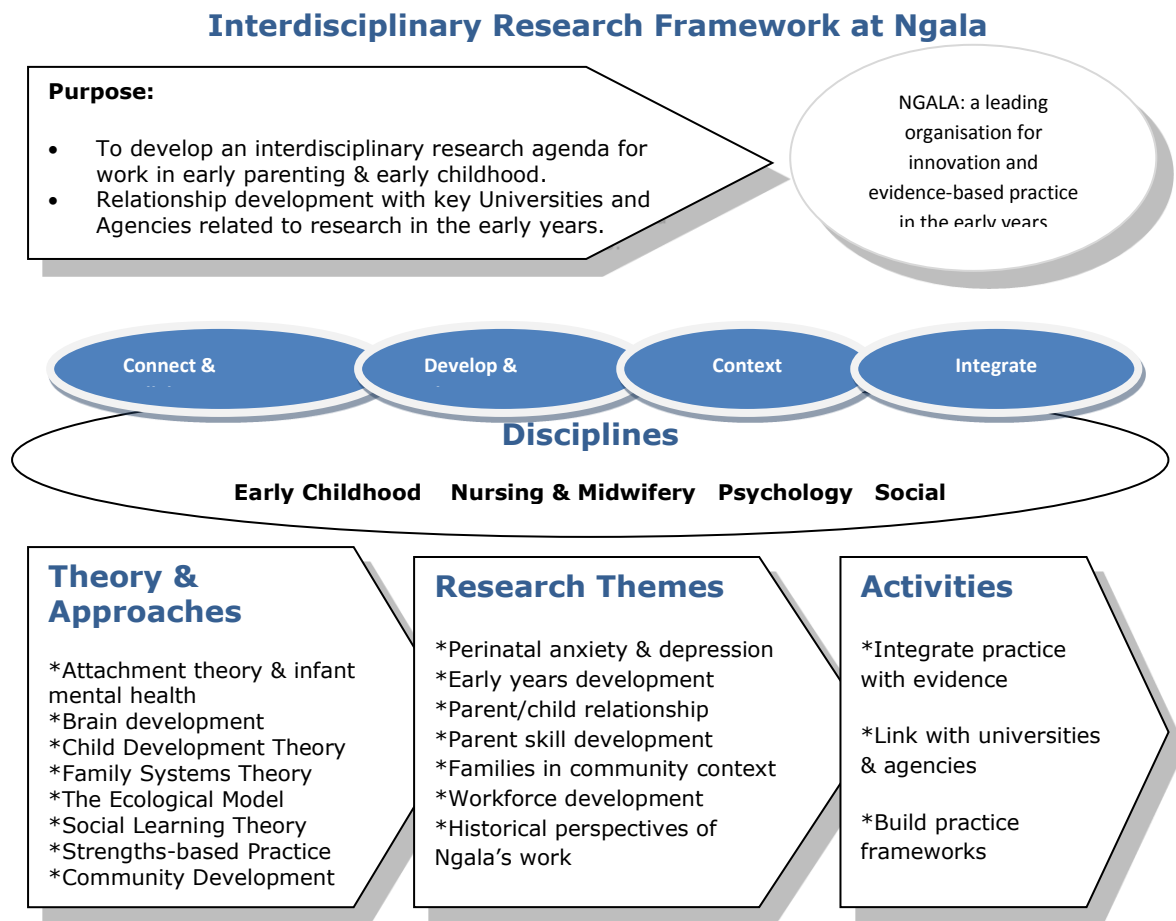 Interdisciplinary Research Framework at Ngala
Purpose:
• To develop an interdisciplinary research agenda for
work in early parenting & early childhood.
• Relationship development with key Universities and
Agencies related to research in the early years.
NGALA: a leading
organisation for
innovation and
evidence-based practice
in the early years
Connect &
Develop &
Context
Integrate
Disciplines
Early Childhood Nursing & Midwifery Psychology Social
Theory &
Approaches
*Attachment theory & infant
mental health
*Brain development
*Child Development Theory
*Family Systems Theory
*The Ecological Model
*Social Learning Theory
*Strengths-based Practice
*Community Development
Research Themes
*Perinatal anxiety & depression
*Early years development
*Parent/child relationship
*Parent skill development
*Families in community context
*Workforce development
*Historical perspectives of
Ngala’s work
Activities
*Integrate practice
with evidence
*Link with universities
& agencies
*Build practice
frameworks